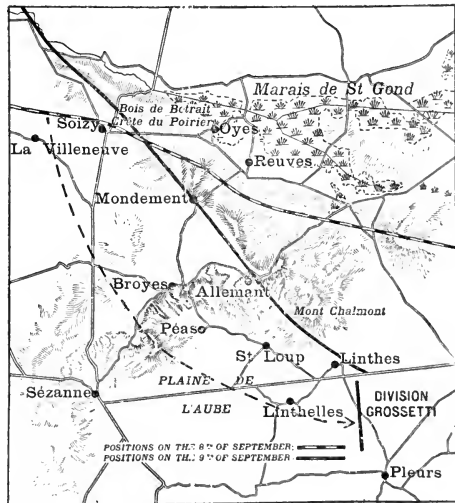 Marais de St Gond
Bois de Botrait
Crête du Poirier
Soizy
Oyes
La Villeneuve
Reuves
Mondement
Broyes
Allemant
Mont Chalmont
Péas
St Loup
Linthes
Sézanne
PLAINE DE
L'AUBE
Linthelles
DIVISION
GROSSETTI
POSITIONS ON THE 8TH OF SEPTEMBER:
POSITIONS ON THE 9TH OF SEPTEMBER:
Pleurs